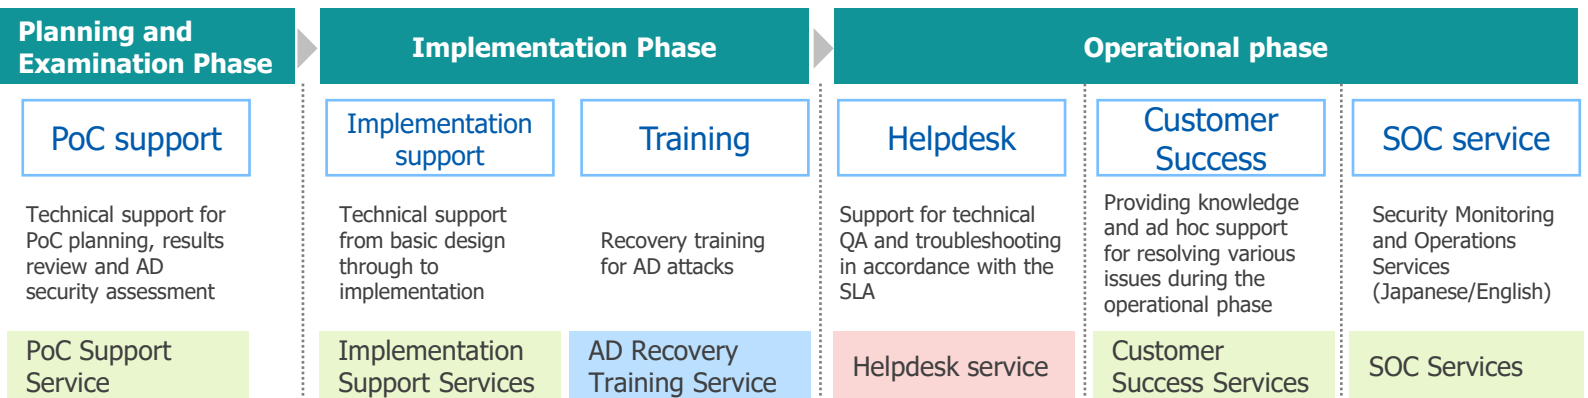 Planning and
Examination Phase
Implementation Phase
Operational phase
PoC support
Implementation
support
Training
Helpdesk
Customer
Success
SOC service
Technical support for
PoC planning, results
review and AD
security assessment
Technical support
from basic design
through to
implementation
Recovery training
for AD attacks
Support for technical
QA and troubleshooting
in accordance with the
SLA
Providing knowledge
and ad hoc support
for resolving various
issues during the
operational phase
Security Monitoring
and Operations
Services
(Japanese/English)
PoC Support
Service
Implementation
Support Services
AD Recovery
Training Service
Helpdesk service
Customer
Success Services
SOC Services